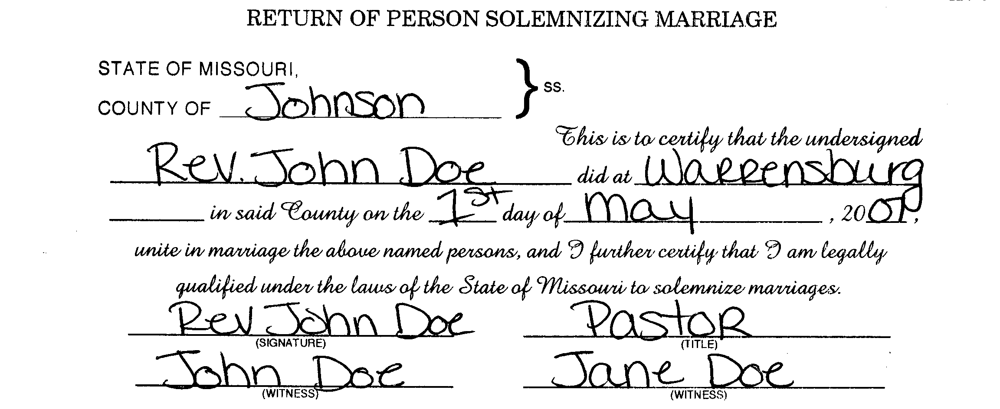 RETURN OF PERSON SOLEMNIZING MARRIAGE
STATE OF MISSOURI,
COUNTY OF Johnson } SS.
This is to certify that the undersigned
Rev. John Doe did at Warrensburg
in said County on the 1st day of May, 2007,
unite in marriage the above named persons, and I further certify that I am legally
qualified under the laws of the State of Missouri to solemnize marriages.
Rev John Doe Pastor
(SIGNATURE) (TITLE)
John Doe Jane Doe
(WITNESS) (WITNESS)